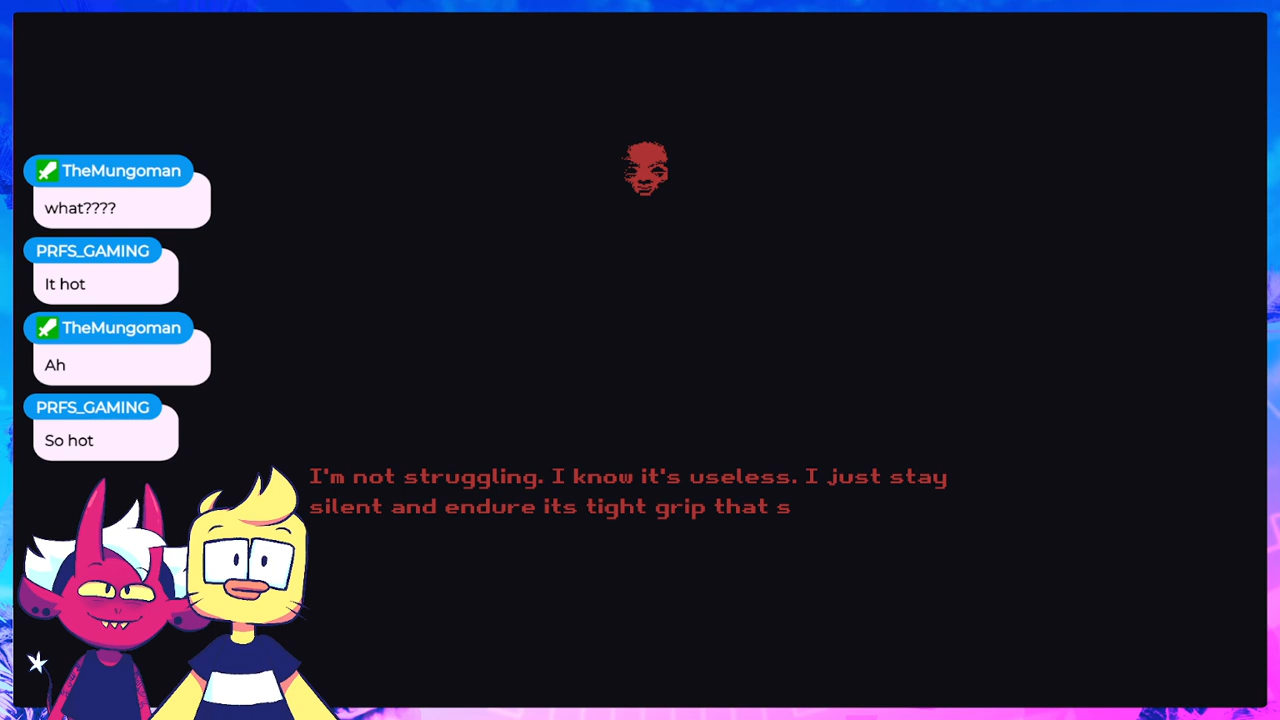 TheMungoman
what????
PRFS_GAMING
It hot
TheMungoman
Ah
PRFS_GAMING
So hot
I'm not struggling. I know it's useless. I just stay
silent and endure its tight grip that s